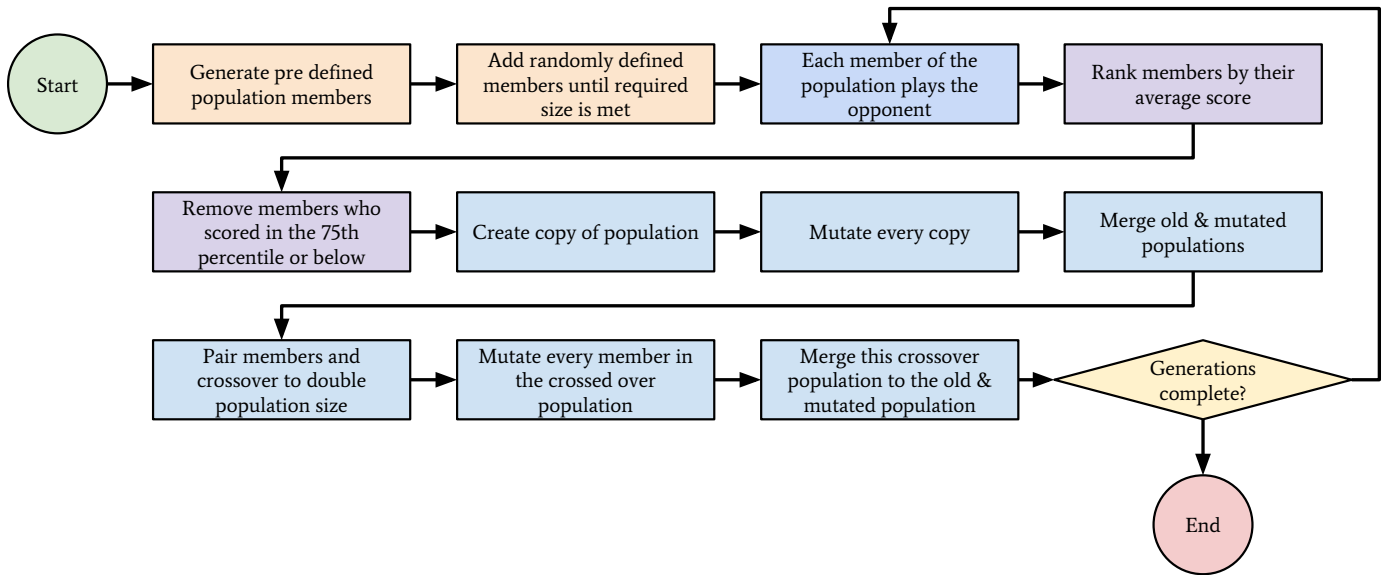 Start
Generate pre defined
population members
Add randomly defined
members until required
size is met
Each member of the
population plays the
opponent
Rank members by their
average score
Remove members who
scored in the 75th
percentile or below
Create copy of population
Mutate every copy
Merge old & mutated
populations
Pair members and
crossover to double
population size
Mutate every member in
the crossed over
population
Merge this crossover
population to the old &
mutated population
Generations
complete?
End